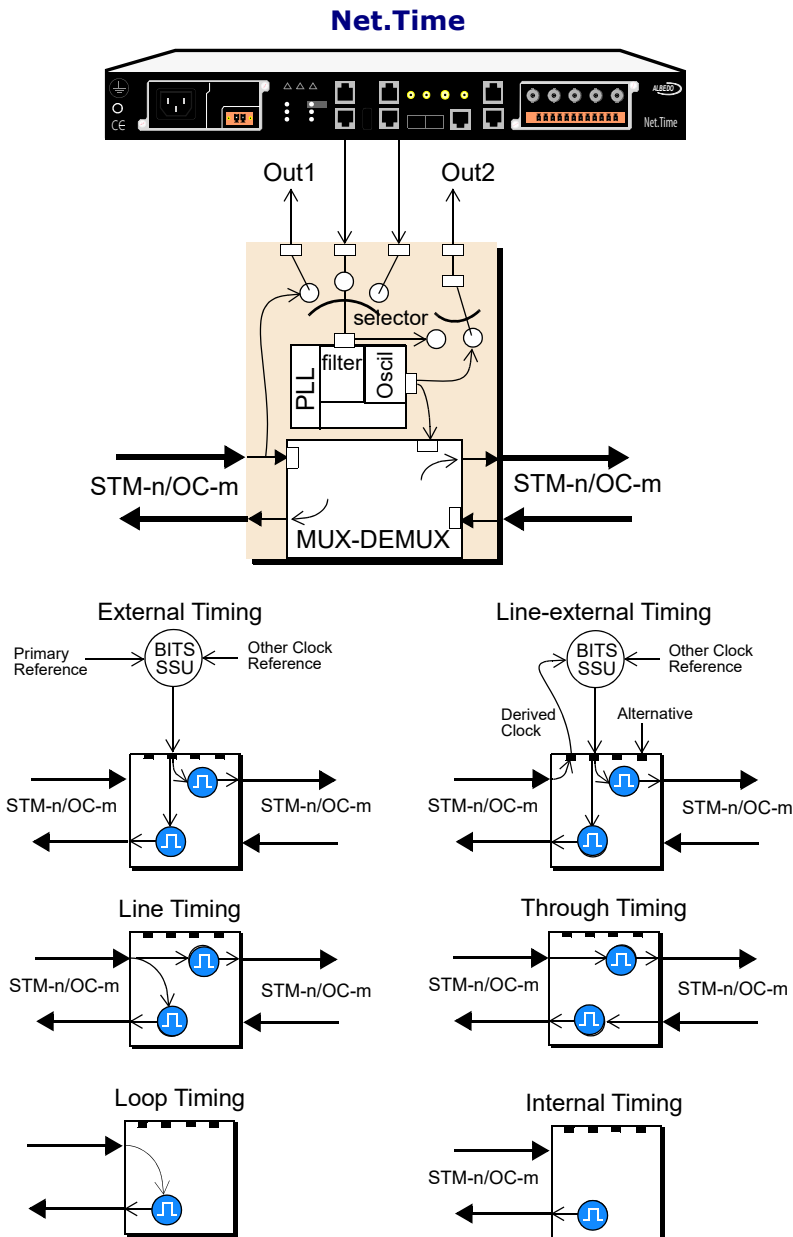 Net.Time
ALBEDO
CE
Net.Time
Out1
Out2
selector
PLL
filter
Oscil
STM-n/OC-m
STM-n/OC-m
MUX-DEMUX
External Timing
Primary
Reference
BITS
SSU
Other Clock
Reference
STM-n/OC-m
STM-n/OC-m
Line-external Timing
BITS
SSU
Other Clock
Reference
Derived
Clock
Alternative
STM-n/OC-m
STM-n/OC-m
Line Timing
STM-n/OC-m
STM-n/OC-m
Through Timing
STM-n/OC-m
STM-n/OC-m
Loop Timing
Internal Timing
STM-n/OC-m